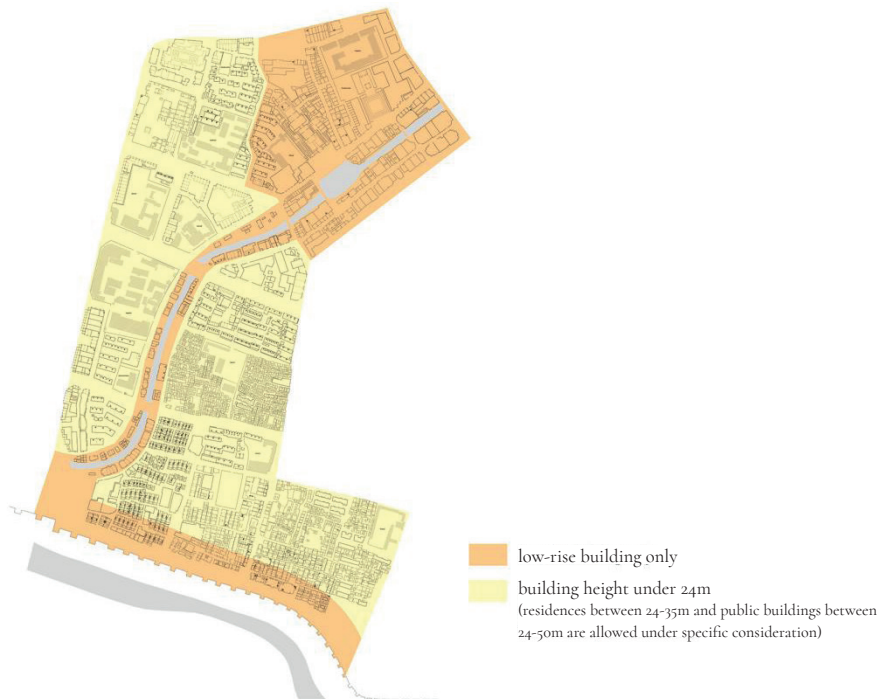 low-rise building only
building height under 24m
(residences between 24-35m and public buildings between
24-50m are allowed under specific consideration)